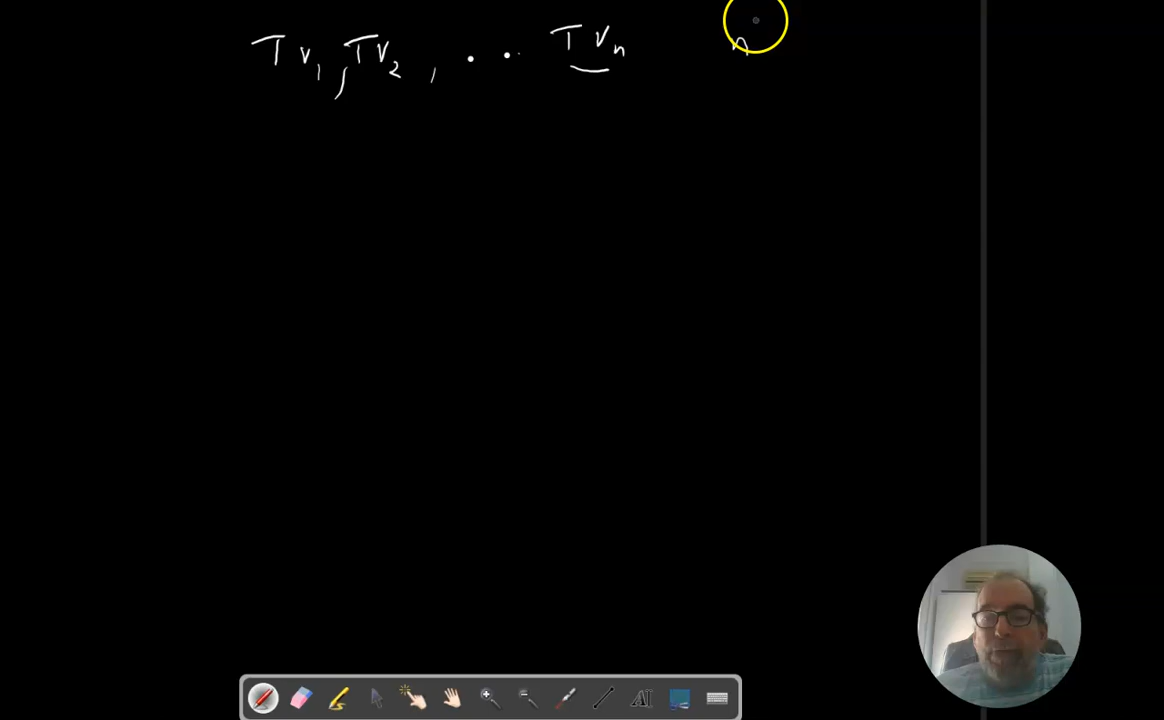 Tv₁, Tv₂, . . Tvₙ n